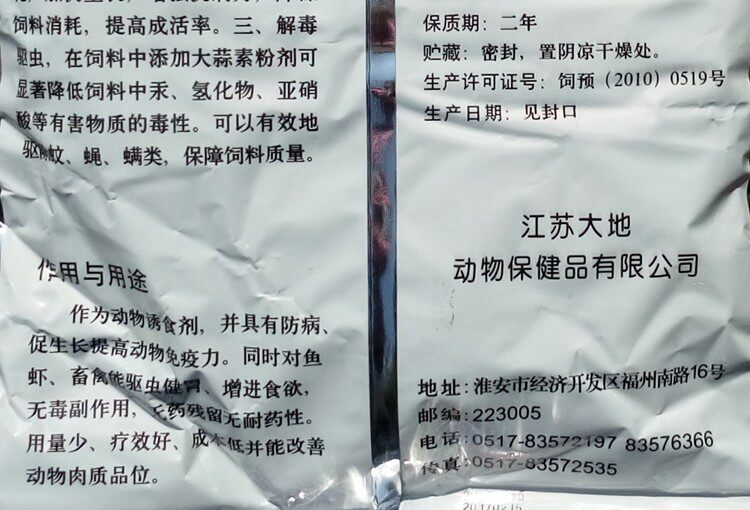 饲料消耗，提高成活率。三、解毒
驱虫，在饲料中添加大蒜素粉剂可
显著降低饲料中汞、氢化物、亚硝
酸等有害物质的毒性。可以有效地
驱除蚊、蝇、螨类，保障饲料质量。
作用与用途
作为动物诱食剂，并具有防病、
促生长提高动物免疫力。同时对鱼
虾、畜禽能驱虫健胃、增进食欲，
无毒副作用，无药残留无耐药性。
用量少、疗效好、成本低并能改善
动物肉质品位。
保质期：二年
贮藏：密封，置阴凉干燥处。
生产许可证号：饲预（2010）0519号
生产日期：见封口
江苏大地
动物保健品有限公司
地址：淮安市经济开发区福州南路16号
邮编：223005
电话：0517-83572197 83576366
传真：0517-83572535